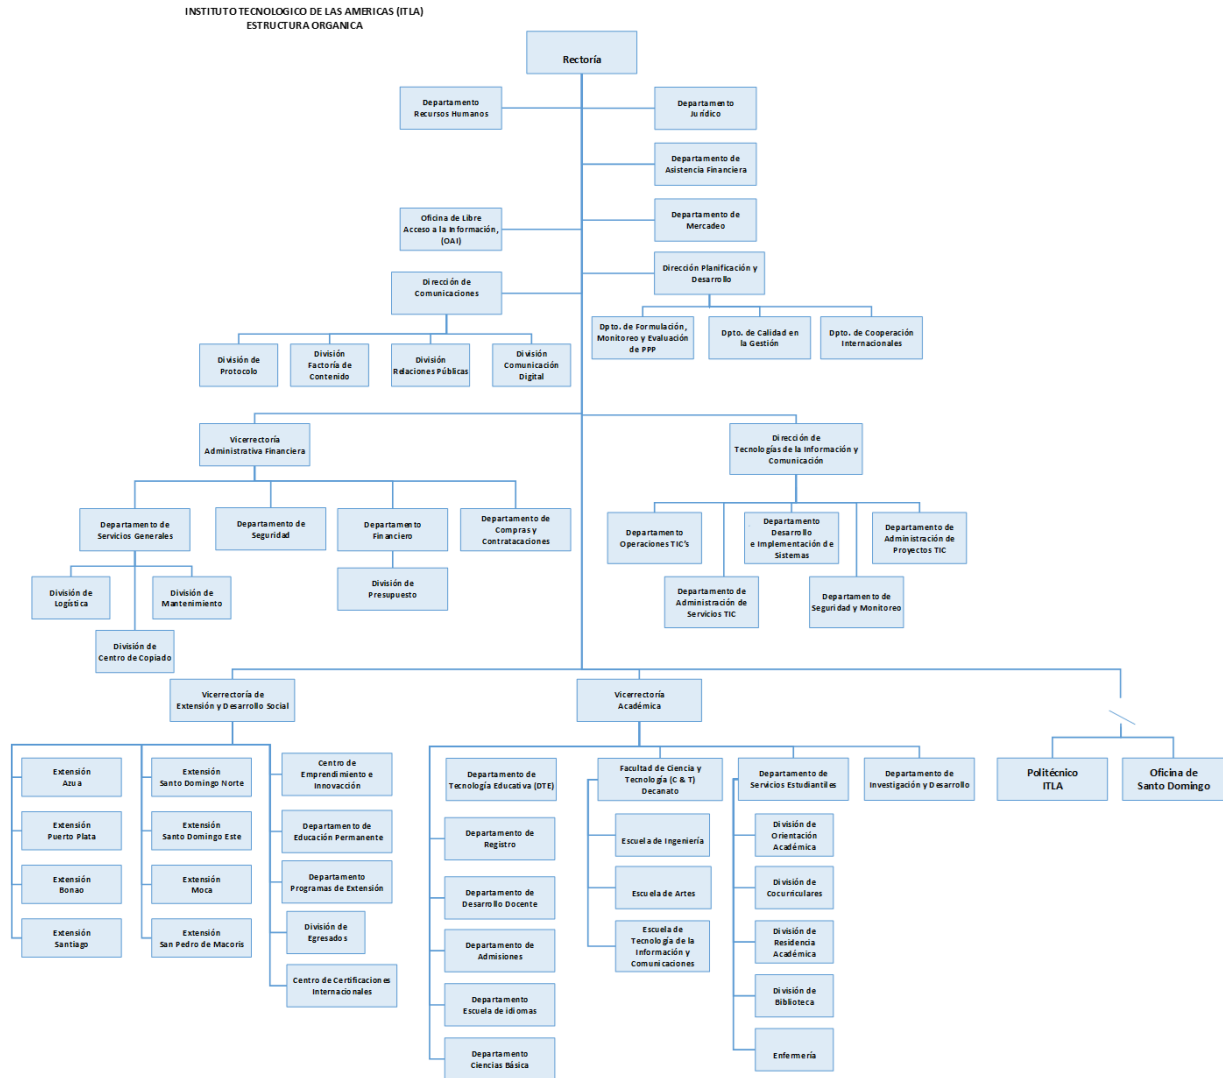 INSTITUTO TECNOLOGICO DE LAS AMERICAS (ITLA)
ESTRUCTURA ORGANICA
Rectoría
Departamento
Recursos Humanos
Departamento
Jurídico
Departamento de
Asistencia Financiera
Oficina de Libre
Acceso a la Información,
(OAI)
Departamento de
Mercadeo
Dirección de
Comunicaciones
Dirección Planificación y
Desarrollo
División de
Protocolo
División
Factoría de
Contenido
División
Relaciones Públicas
División
Comunicación
Digital
Dpto. de Formulación,
Monitoreo y Evaluación
de PPP
Dpto. de Calidad en
la Gestión
Dpto. de Cooperación
Internacionales
Vicerrectoría
Administrativa Financiera
Dirección de
Tecnologías de la Información y
Comunicación
Departamento de
Servicios Generales
Departamento de
Seguridad
Departamento
Financiero
Departamento de
Compras y
Contratacaciones
División de
Logística
División de
Mantenimiento
División de
Centro de Copiado
División de
Presupuesto
Departamento
Operaciones TIC's
Departamento
Desarrollo
e Implementación de
Sistemas
Departamento de
Administración de
Proyectos TIC
Departamento de
Administración de
Servicios TIC
Departamento de
Seguridad y Monitoreo
Vicerrectoría de
Extensión y Desarrollo Social
Vicerrectoría
Académica
Extensión
Azua
Extensión
Puerto Plata
Extensión
Bonao
Extensión
Santiago
Extensión
Santo Domingo Norte
Extensión
Santo Domingo Este
Extensión
Moca
Extensión
San Pedro de Macorís
Centro de
Emprendimiento e
Innovacción
Departamento de
Educación Permanente
Departamento
Programas de Extensión
División de
Egresados
Centro de Certificaciones
Internacionales
Departamento de
Tecnología Educativa (DTE)
Departamento de
Registro
Departamento de
Desarrollo Docente
Departamento de
Admisiones
Departamento
Escuela de idiomas
Departamento
Ciencias Básica
Facultad de Ciencia y
Tecnología (C & T)
Decanato
Escuela de Ingeniería
Escuela de Artes
Escuela de
Tecnología de la
Información y
Comunicaciones
Departamento de
Servicios Estudiantiles
División de
Orientación
Académica
División de
Cocurriculares
División de
Residencia
Académica
División de
Biblioteca
Enfermería
Departamento de
Investigación y Desarrollo
Politécnico
ITLA
Oficina de
Santo Domingo